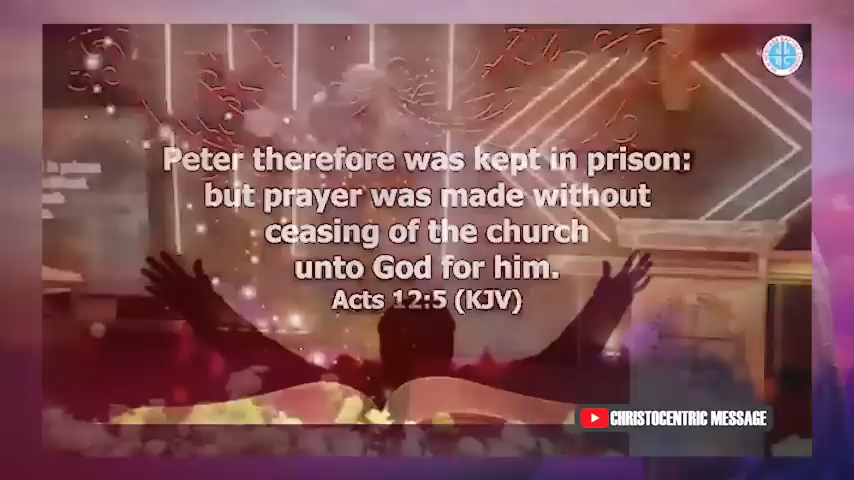 Peter therefore was kept in prison:
but prayer was made without
ceasing of the church
unto God for him.
Acts 12:5 (KJV)
CHRISTOCENTRIC MESSAGE